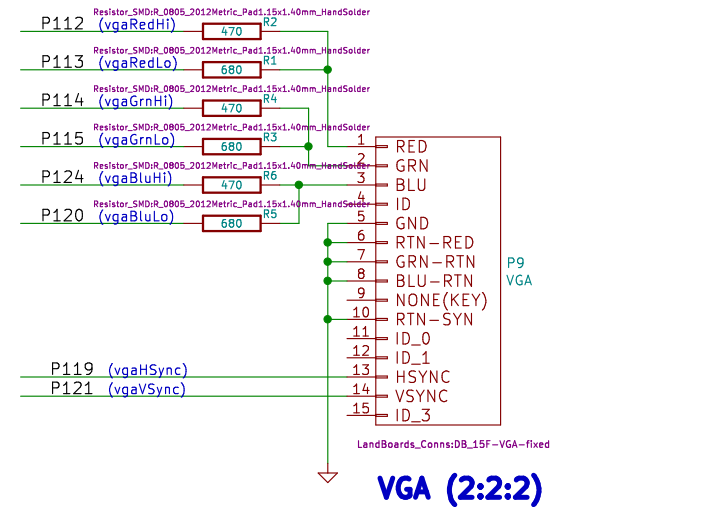 Resistor_SMD:R_0805_2012Metric_Pad1.15x1.40mm_HandSolder
P112 (vgaRedHi) 470 R2
Resistor_SMD:R_0805_2012Metric_Pad1.15x1.40mm_HandSolder
P113 (vgaRedLo) 680 R1
Resistor_SMD:R_0805_2012Metric_Pad1.15x1.40mm_HandSolder
P114 (vgaGrnHi) 470 R4
Resistor_SMD:R_0805_2012Metric_Pad1.15x1.40mm_HandSolder
P115 (vgaGrnLo) 680 R3
1 RED
Resistor_SMD:R_0805_2012Metric_Pad1.15x1.40mm_HandSolder
2 GRN
P124 (vgaBluHi) 470 R6
3 BLU
Resistor_SMD:R_0805_2012Metric_Pad1.15x1.40mm_HandSolder
4 ID
P120 (vgaBluLo) 680 R5
5 GND
6 RTN-RED
7 GRN-RTN
8 BLU-RTN
9 NONE(KEY)
10 RTN-SYN
11 ID_0
12 ID_1
P119 (vgaHSync) 13 HSYNC
P121 (vgaVSync) 14 VSYNC
15 ID_3
P9
VGA
LandBoards_Conns:DB_15F-VGA-fixed
VGA (2:2:2)